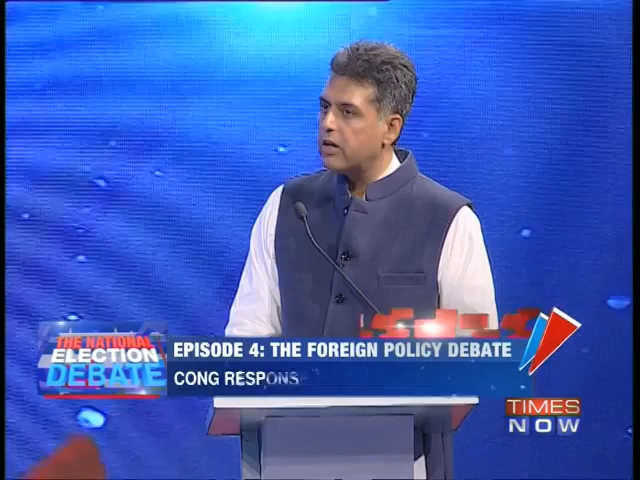 THE NATIONAL
ELECTION
DEBATE
EPISODE 4: THE FOREIGN POLICY DEBATE
CONG RESPONS
TIMES
NOW